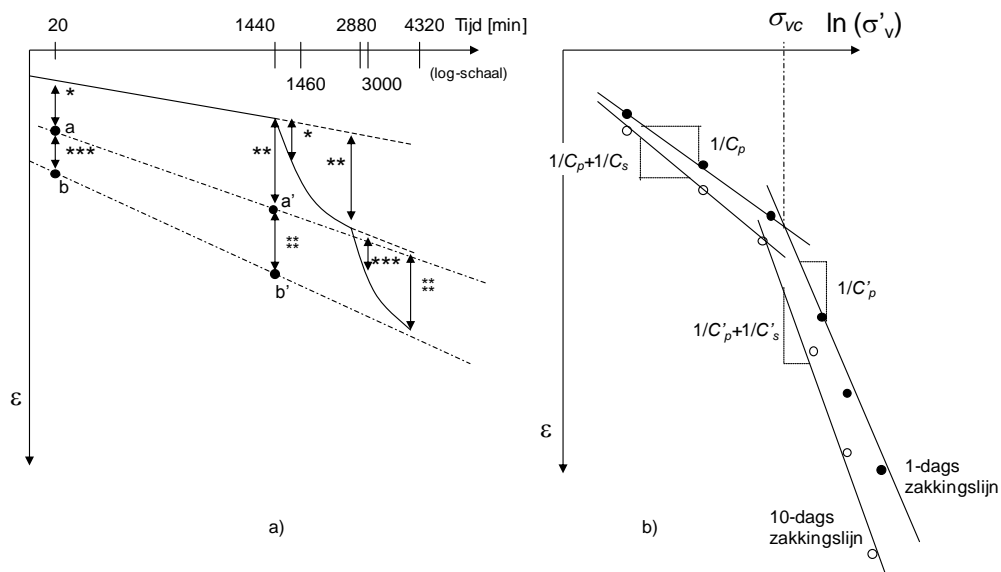 20
1440
2880
4320
Tijd [min]
1460
3000
(log-schaal)
*
a
***
b
**
*
**
a'
**
**
b'
***
**
**
ε
a)
σvc
ln (σ'v)
1/Cp
1/Cp+1/Cs
1/C'p
1/C'p+1/C's
ε
1-dags
zakkingslijn
10-dags
zakkingslijn
b)